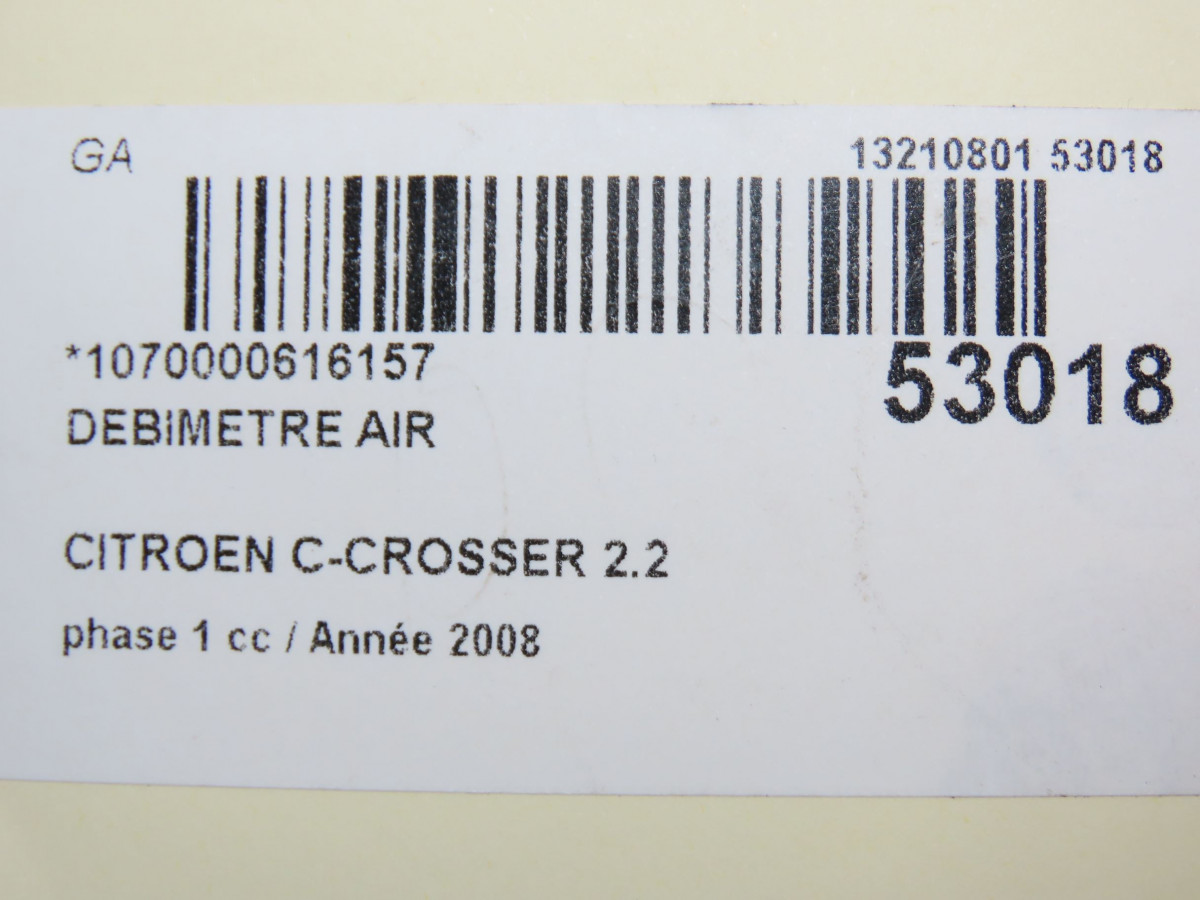 GA
13210801 53018
*1070000616157
53018
DEBIMETRE AIR
CITROEN C-CROSSER 2.2
phase 1 cc / Année 2008